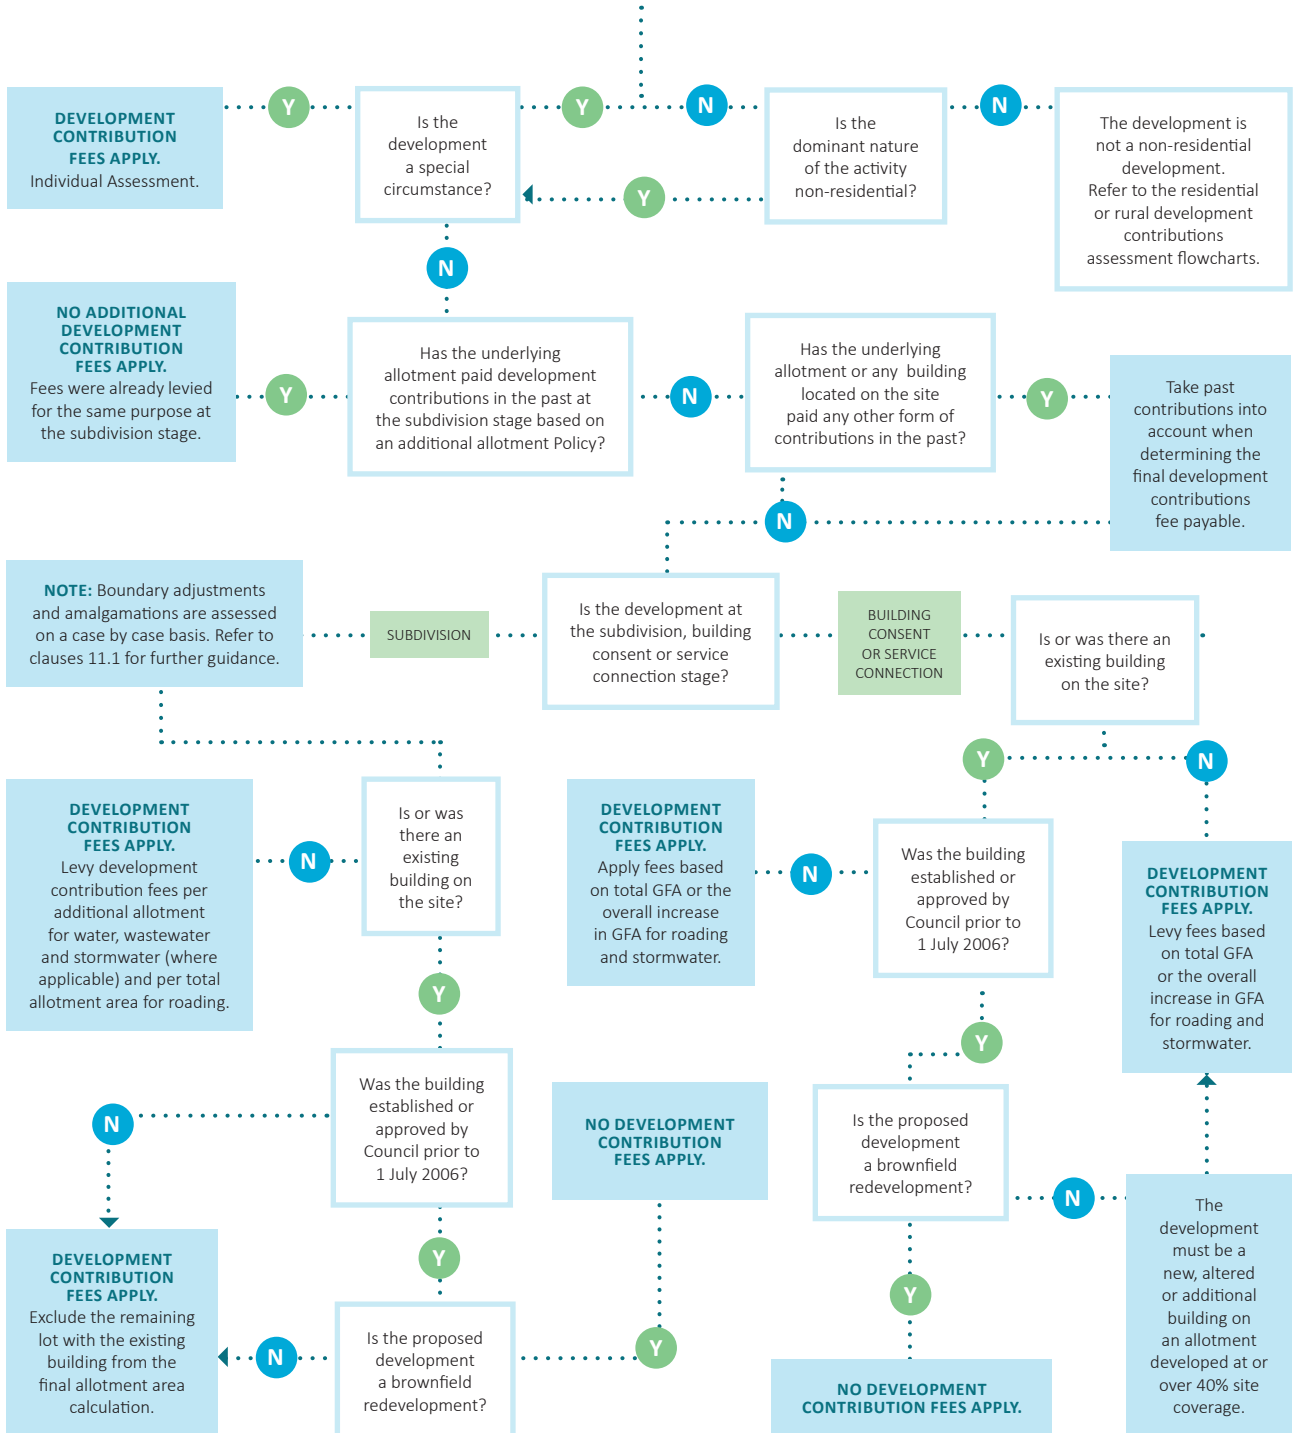 DEVELOPMENT
CONTRIBUTION
FEES APPLY.
Individual Assessment.
Y
Is the
development
a special
circumstance?
Y
N
Is the
dominant nature
of the activity
non-residential?
N
The development is
not a non-residential
development.
Refer to the residential
or rural development
contributions
assessment flowcharts.
Y
N
NO ADDITIONAL
DEVELOPMENT
CONTRIBUTION
FEES APPLY.
Fees were already levied
for the same purpose at
the subdivision stage.
Y
Has the underlying
allotment paid development
contributions in the past at
the subdivision stage based on
an additional allotment Policy?
N
Has the underlying
allotment or any building
located on the site
paid any other form of
contributions in the past?
Y
Take past
contributions into
account when
determining the
final development
contributions
fee payable.
N
NOTE: Boundary adjustments
and amalgamations are assessed
on a case by case basis. Refer to
clauses 11.1 for further guidance.
SUBDIVISION
Is the development at
the subdivision, building
consent or service
connection stage?
BUILDING
CONSENT
OR SERVICE
CONNECTION
Is or was there an
existing building
on the site?
Y
N
DEVELOPMENT
CONTRIBUTION
FEES APPLY.
Levy development
contribution fees per
additional allotment
for water, wastewater
and stormwater (where
applicable) and per total
allotment area for roading.
N
Is or was
there an
existing
building on
the site?
DEVELOPMENT
CONTRIBUTION
FEES APPLY.
Apply fees based
on total GFA or the
overall increase
in GFA for roading
and stormwater.
N
Was the building
established or
approved by
Council prior to
1 July 2006?
DEVELOPMENT
CONTRIBUTION
FEES APPLY.
Levy fees based
on total GFA
or the overall
increase in GFA
for roading and
stormwater.
Y
Y
Was the building
established or
approved by
Council prior to
1 July 2006?
N
NO DEVELOPMENT
CONTRIBUTION
FEES APPLY.
Is the proposed
development
a brownfield
redevelopment?
N
The
development
must be a
new, altered
or additional
building on
an allotment
developed at or
over 40% site
coverage.
Y
Y
DEVELOPMENT
CONTRIBUTION
FEES APPLY.
Exclude the remaining
lot with the existing
building from the
final allotment area
calculation.
N
Is the proposed
development
a brownfield
redevelopment?
Y
NO DEVELOPMENT
CONTRIBUTION FEES APPLY.